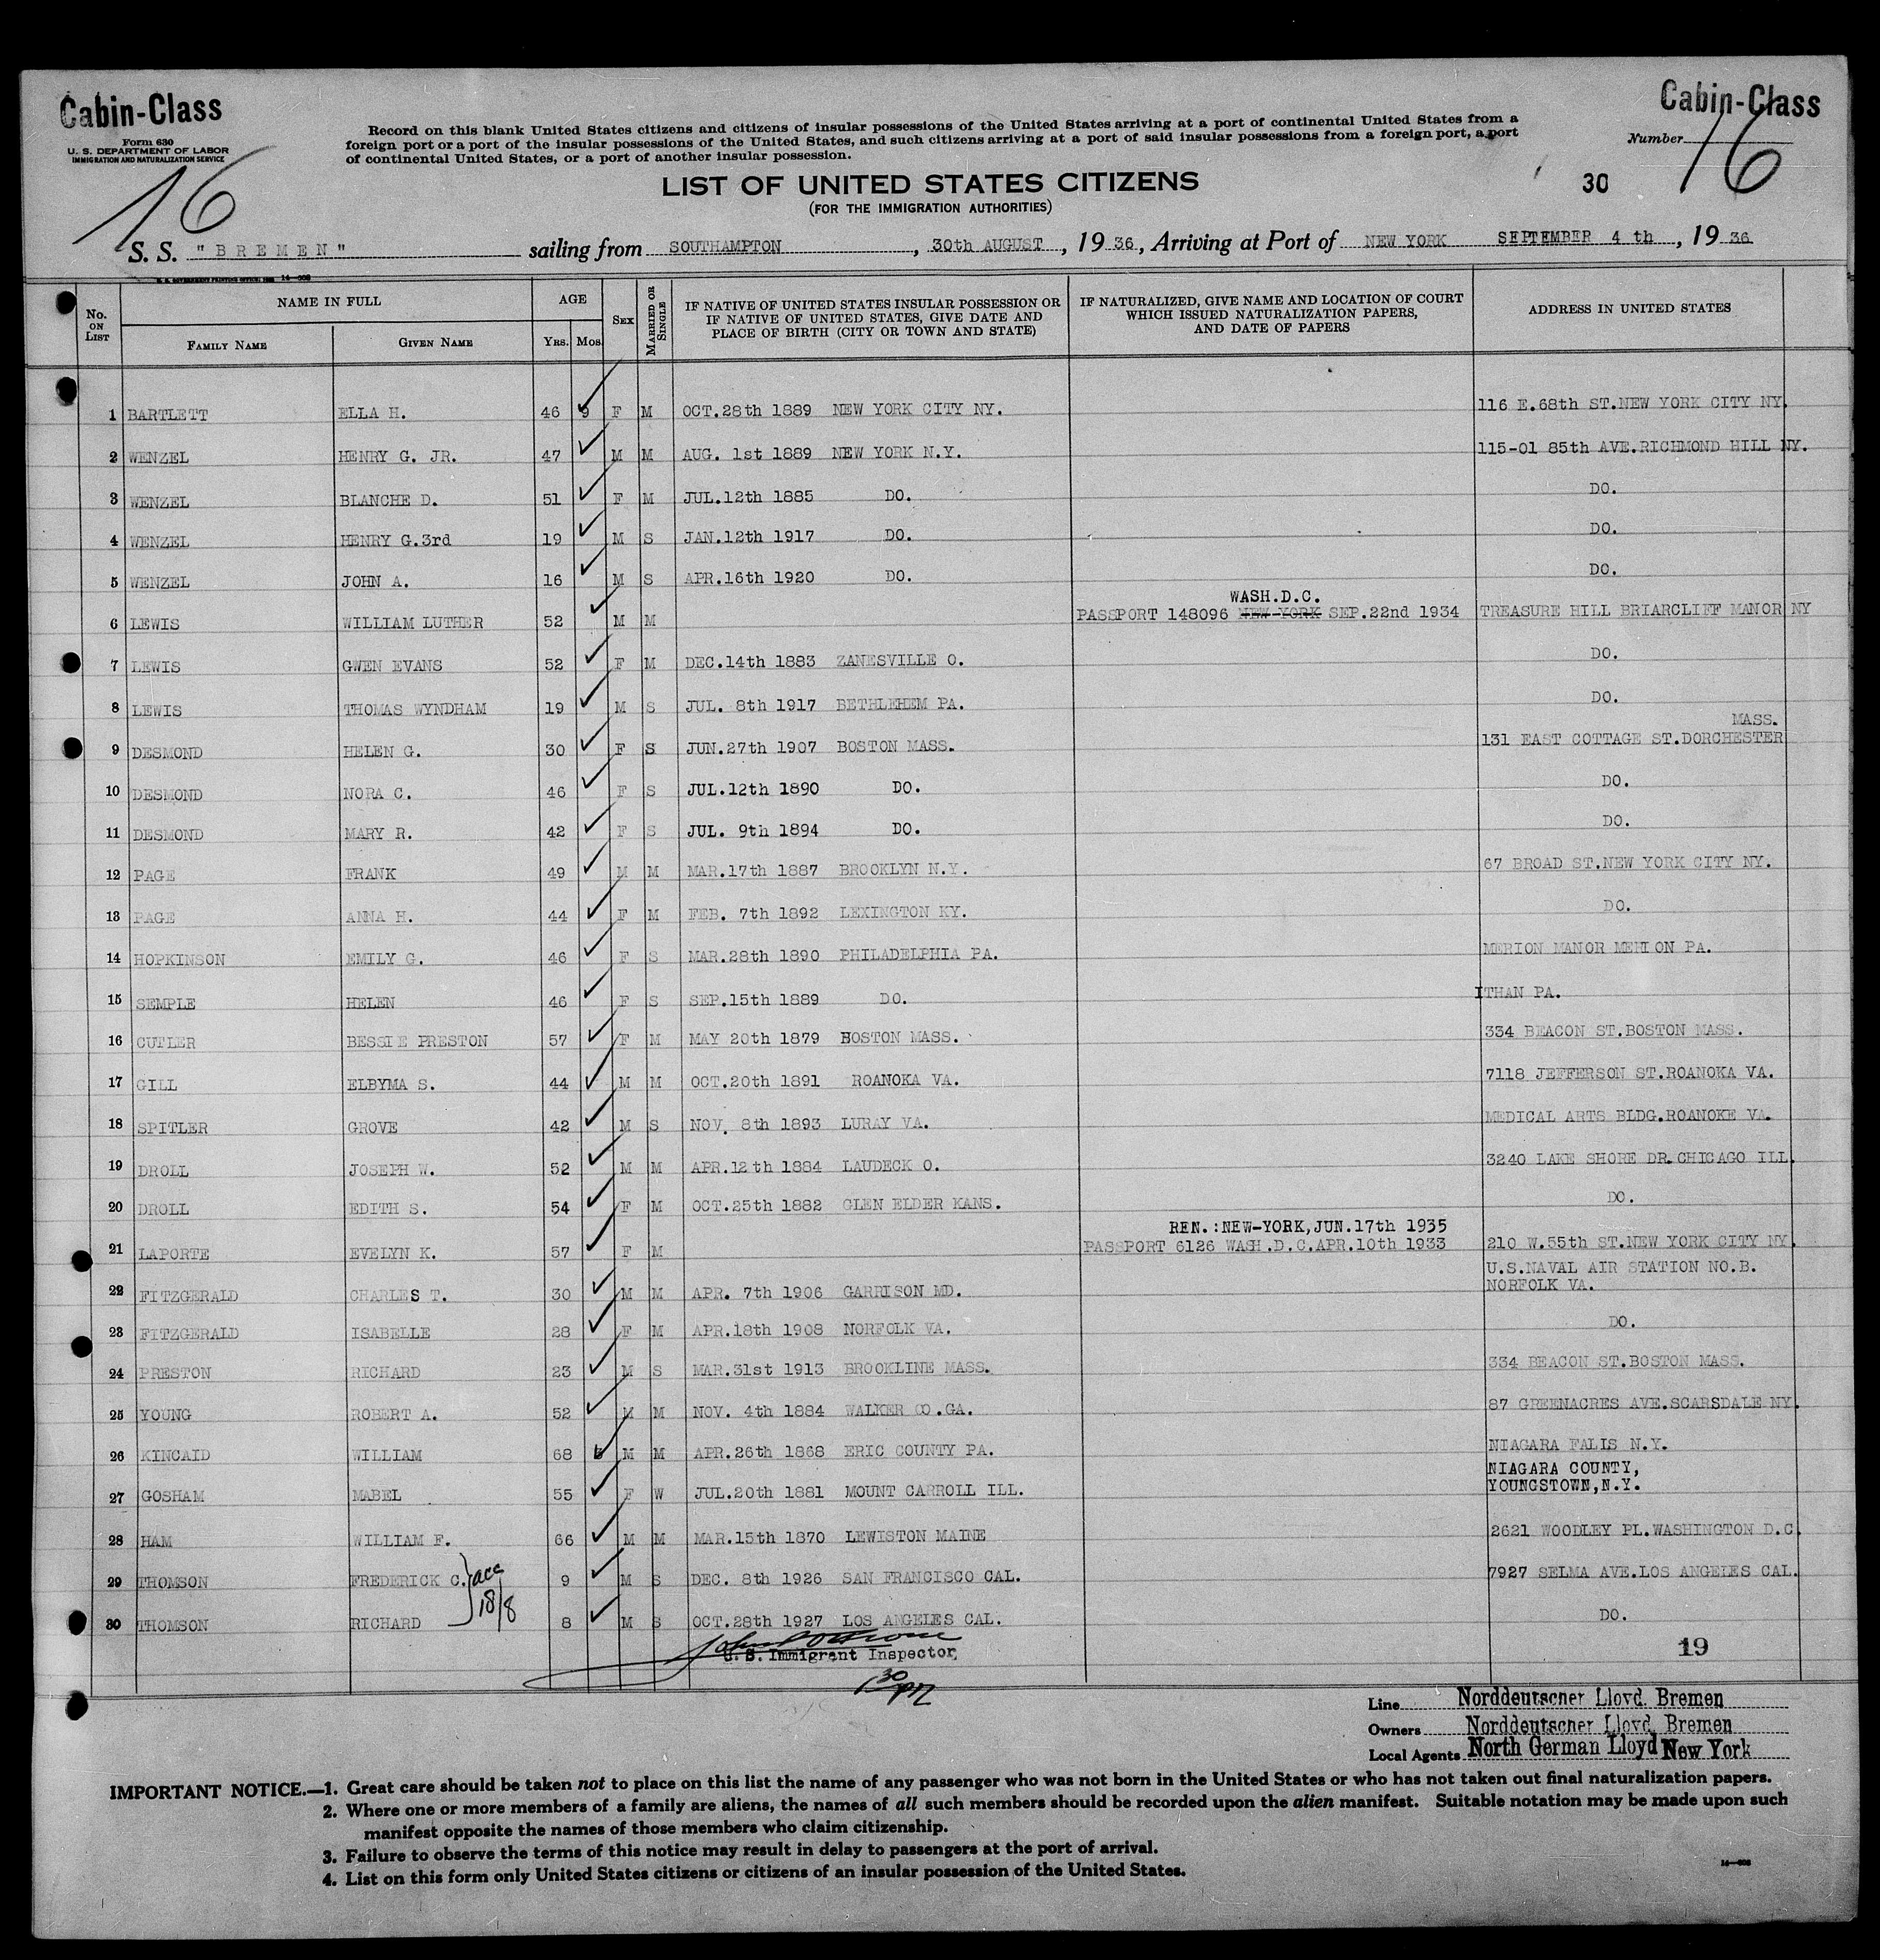 Cabin-Class
Cabin-Class
Form 630
U. S. DEPARTMENT OF LABOR
IMMIGRATION AND NATURALIZATION SERVICE
Record on this blank United States citizens and citizens of insular possessions of the United States arriving at a port of continental United States from a
foreign port or a port of the insular possessions of the United States, and such citizens arriving at a port of said insular possessions from a foreign port, a port
of continental United States, or a port of another insular possession.
Number 16
16
LIST OF UNITED STATES CITIZENS
30
(FOR THE IMMIGRATION AUTHORITIES)
S. S. "BREMEN" sailing from SOUTHAMPTON, 30th AUGUST, 19 36, Arriving at Port of NEW YORK SEPTEMBER 4 th, 19 36
No. ON LIST NAME IN FULL FAMILY NAME GIVEN NAME AGE YRS. MOS. SEX MARRIED OR SINGLE IF NATIVE OF UNITED STATES INSULAR POSSESSION OR IF NATIVE OF UNITED STATES, GIVE DATE AND PLACE OF BIRTH (CITY OR TOWN AND STATE) IF NATURALIZED, GIVE NAME AND LOCATION OF COURT WHICH ISSUED NATURALIZATION PAPERS, AND DATE OF PAPERS ADDRESS IN UNITED STATES
1 BARTLETT ELLA H. 46 9 F M OCT.28th 1889 NEW YORK CITY NY. 116 E.68th ST.NEW YORK CITY NY.
2 WENZEL HENRY G. JR. 47 M M AUG. 1st 1889 NEW YORK N.Y. 115-01 85th AVE.RICHMOND HILL NY.
3 WENZEL BLANCHE D. 51 F M JUL.12th 1885 DO. DO.
4 WENZEL HENRY G.3rd 19 M S JAN.12th 1917 DO. DO.
5 WENZEL JOHN A. 16 M S APR.16th 1920 DO. DO.
WASH.D.C.
6 LEWIS WILLIAM LUTHER 52 M M PASSPORT 148096 NEW YORK SEP.22nd 1934 TREASURE HILL BRIARCLIFF MANOR NY
7 LEWIS GWEN EVANS 52 F M DEC.14th 1883 ZANESVILLE O. DO.
8 LEWIS THOMAS WYNDHAM 19 M S JUL. 8th 1917 BETHLEHEM PA. DO.
MASS.
9 DESMOND HELEN G. 30 F S JUN.27th 1907 BOSTON MASS. 131 EAST COTTAGE ST.DORCHESTER
10 DESMOND NORA C. 46 F S JUL.12th 1890 DO. DO.
11 DESMOND MARY R. 42 F S JUL. 9th 1894 DO. DO.
12 PAGE FRANK 49 M M MAR.17th 1887 BROOKLYN N.Y. 67 BROAD ST.NEW YORK CITY NY.
13 PAGE ANNA H. 44 F M FEB. 7th 1892 LEXINGTON KY. DO.
14 HOPKINSON EMILY G. 46 F S MAR.28th 1890 PHILADELPHIA PA. MERION MANOR MERION PA.
15 SEMPLE HELEN 46 F S SEP.15th 1889 DO. ITHAN PA.
16 CUTLER BESSIE PRESTON 57 F M MAY 20th 1879 BOSTON MASS. 334 BEACON ST.BOSTON MASS.
17 GILL ELBYMA S. 44 M M OCT.20th 1891 ROANOKA VA. 7118 JEFFERSON ST.ROANOKA VA.
18 SPITLER GROVE 42 M S NOV. 8th 1893 LURAY VA. MEDICAL ARTS BLDG.ROANOKE VA.
19 DROLL JOSEPH W. 52 M M APR.12th 1884 LAUDECK O. 3240 LAKE SHORE DR.CHICAGO ILL.
20 DROLL EDITH S. 54 F M OCT.25th 1882 GLEN ELDER KANS. DO.
REN.:NEW-YORK,JUN.17th 1935
21 LAPORTE EVELYN K. 57 F M PASSPORT 6126 WASH.D.C.APR.10th 1933 210 W.55th ST.NEW YORK CITY NY.
U.S.NAVAL AIR STATION NO.B.
22 FITZGERALD CHARLES T. 30 M M APR. 7th 1906 GARRISON MD. NORFOLK VA.
23 FITZGERALD ISABELLE 28 F M APR.18th 1908 NORFOLK VA. DO.
24 PRESTON RICHARD 23 M S MAR.31st 1913 BROOKLINE MASS. 334 BEACON ST.BOSTON MASS.
25 YOUNG ROBERT A. 52 M M NOV. 4th 1884 WALKER CO.GA. 87 GREENACRES AVE.SCARSDALE NY.
26 KINCAID WILLIAM 68 M M APR.26th 1868 ERIC COUNTY PA. NIAGARA FALLS N.Y.
NIAGARA COUNTY,
27 GOSHAM MABEL 55 F W JUL.20th 1881 MOUNT CARROLL ILL. YOUNGSTOWN,N.Y.
28 HAM WILLIAM F. 66 M M MAR.15th 1870 LEWISTON MAINE 2621 WOODLEY PL.WASHINGTON D.C.
29 THOMSON FREDERICK C. acc 9 M S DEC. 8th 1926 SAN FRANCISCO CAL. 7927 SELMA AVE.LOS ANGELES CAL.
30 THOMSON RICHARD 18/8 8 M S OCT.28th 1927 LOS ANGELES CAL. DO.
U. S. Immigrant Inspector
19
1 30 PM
Line Norddeutscher Lloyd. Bremen
Owners Norddeutscher Lloyd Bremen
Local Agents North German Lloyd New York
IMPORTANT NOTICE.—1. Great care should be taken not to place on this list the name of any passenger who was not born in the United States or who has not taken out final naturalization papers.
2. Where one or more members of a family are aliens, the names of all such members should be recorded upon the alien manifest. Suitable notation may be made upon such
manifest opposite the names of those members who claim citizenship.
3. Failure to observe the terms of this notice may result in delay to passengers at the port of arrival.
4. List on this form only United States citizens or citizens of an insular possession of the United States.